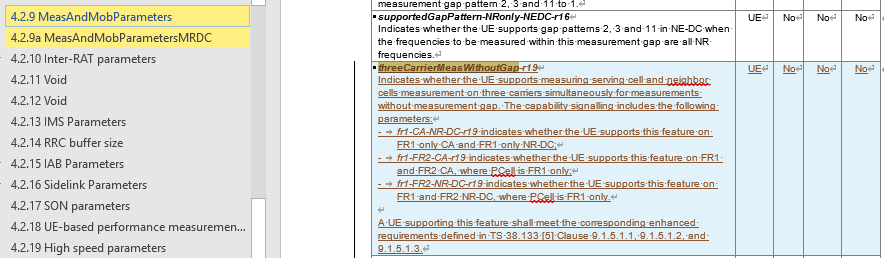 4.2.9 MeasAndMobParameters
4.2.9a MeasAndMobParametersMRDC
4.2.10 Inter-RAT parameters
4.2.11 Void
4.2.12 Void
4.2.13 IMS Parameters
4.2.14 RRC buffer size
4.2.15 IAB Parameters
4.2.16 Sidelink Parameters
4.2.17 SON parameters
4.2.18 UE-based performance measuremen...
4.2.19 High speed parameters
measurement gap pattern 2, 3 and 11 to 1.
supportedGapPattern-NRonly-NEDC-r16 UE No No No
Indicates whether the UE supports gap patterns 2, 3 and 11 in NE-DC when
the frequencies to be measured within this measurement gap are all NR
frequencies.
threeCarrierMeasWithoutGap-r19 UE No No No
Indicates whether the UE supports measuring serving cell and neighbor
cells measurement on three carriers simultaneously for measurements
without measurement gap. The capability signalling includes the following
parameters:
- fr1-CA-NR-DC-r19 indicates whether the UE supports this feature on
FR1 only CA and FR1 only NR-DC;
- fr1-FR2-CA-r19 indicates whether the UE supports this feature on FR1
and FR2 CA, where PCell is FR1 only;
- fr1-FR2-NR-DC-r19 indicates whether the UE supports this feature on
FR1 and FR2 NR-DC, where PCell is FR1 only.
A UE supporting this feature shall meet the corresponding enhanced
requirements defined in TS 38.133 [5] Clause 9.1.5.1.1, 9.1.5.1.2, and
9.1.5.1.3.